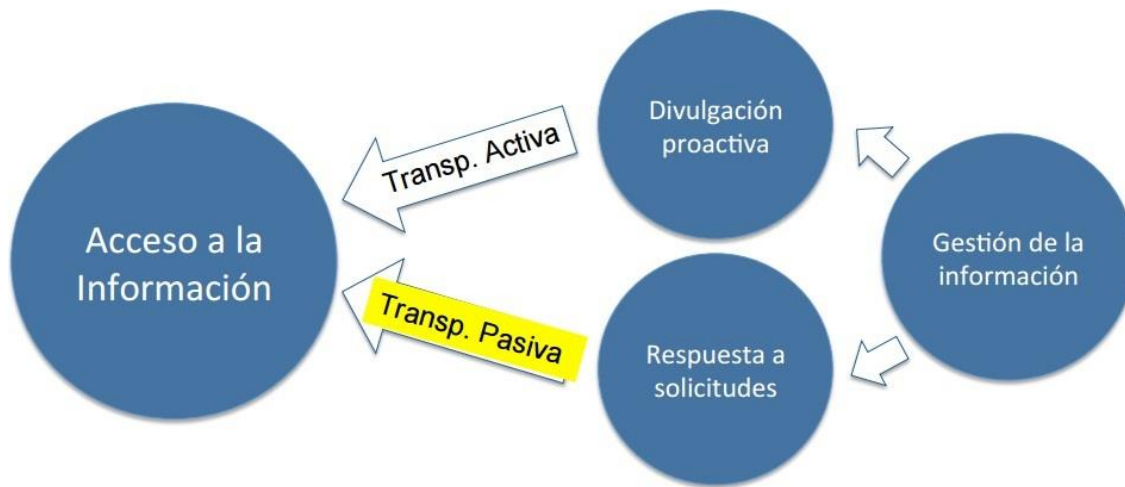 Acceso a la
Información
Transp. Activa
Transp. Pasiva
Divulgación
proactiva
Respuesta a
solicitudes
Gestión de la
información